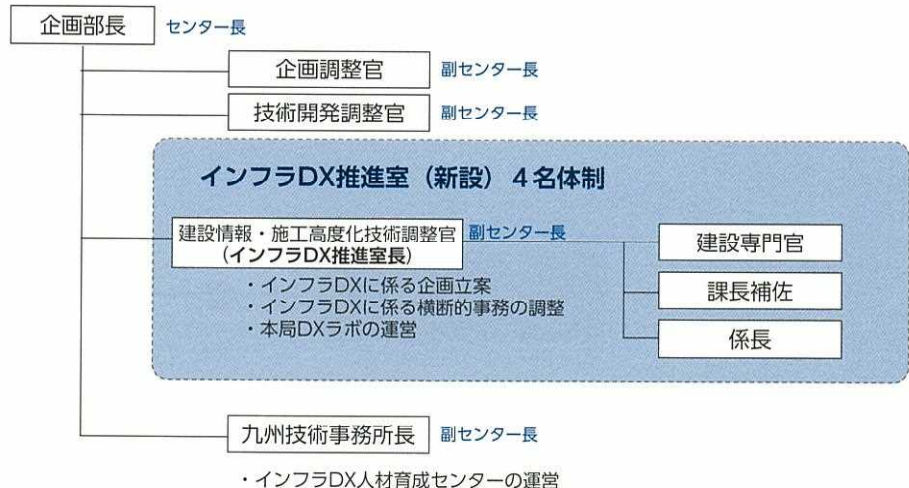 企画部長 センター長
企画調整官 副センター長
技術開発調整官 副センター長
インフラDX推進室（新設）４名体制
建設情報・施工高度化技術調整官 副センター長
（インフラDX推進室長）
・インフラDXに係る企画立案
・インフラDXに係る横断的事務の調整
・本局DXラボの運営
建設専門官
課長補佐
係長
九州技術事務所長 副センター長
・インフラDX人材育成センターの運営